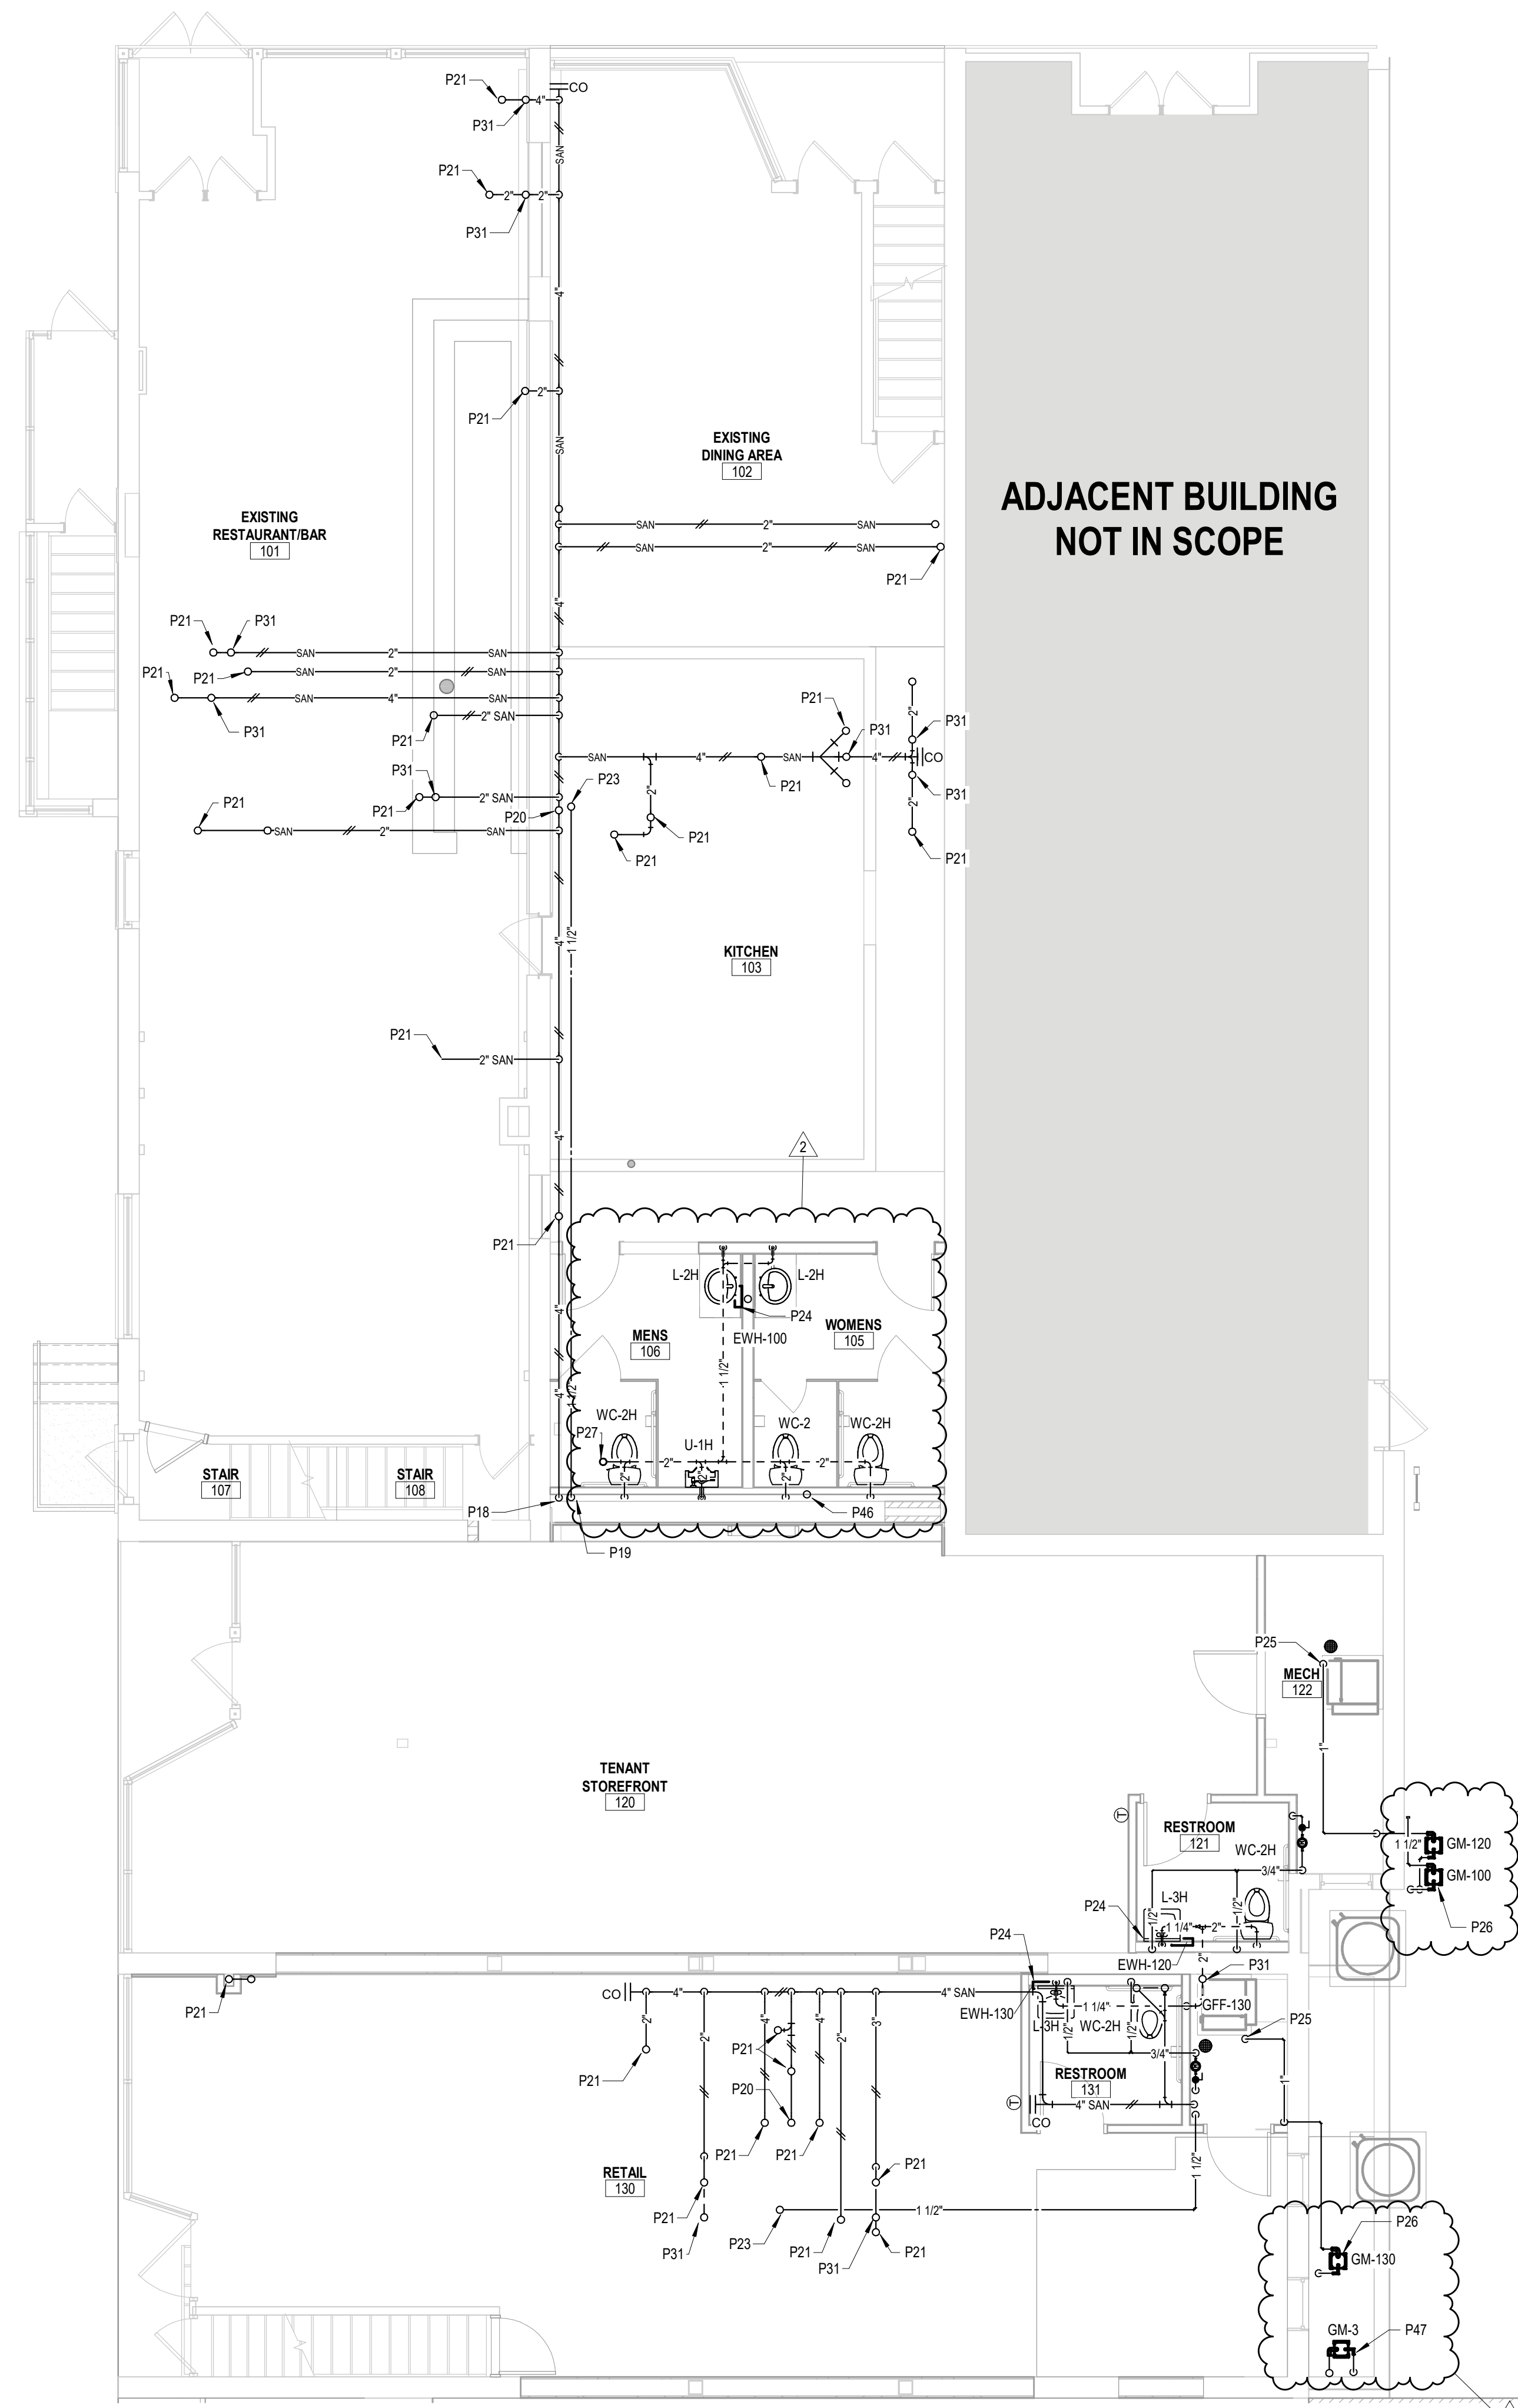 P21
4"
CO
P31
SAN
P21
2"
2"
P31
4"
2"
P21
SAN
EXISTING
DINING AREA
102
ADJACENT BUILDING
NOT IN SCOPE
EXISTING
RESTAURANT/BAR
101
SAN
2"
SAN
SAN
2"
SAN
P21
4"
P21
P31
SAN
2"
SAN
P21
P21
SAN
2"
SAN
SAN
4"
SAN
P31
P21
2" SAN
P21
P21
P31
2"
P31
SAN
4"
SAN
4"
CO
P21
P31
P23
2"
P31
2"
P21
2" SAN
P20
P21
SAN
2"
SAN
P21
P21
P21
4"
1 1/2"
KITCHEN
103
P21
2" SAN
4"
2
P21
L-2H
L-2H
P24
4"
MENS
106
EWH-100
WOMENS
105
1 1/2"
4"
1 1/2"
WC-2H
WC-2
WC-2H
P27
U-1H
2"
2"
2"
2"
2"
2"
STAIR
107
STAIR
108
P18
P46
P19
P25
MECH
122
1"
TENANT
STOREFRONT
120
T
RESTROOM
121
WC-2H
3/4"
1 1/2"
GM-120
GM-100
P26
L-3H
P24
1/2"
1/2"
1 1/4"
2"
P24
EWH-120
2"
P31
P21
CO
4"
4" SAN
EWH-130
GFF-130
P25
1 1/4"
L-3H
WC-2H
1/2"
1/2"
2"
2"
4"
4"
2"
3"
P21
P21
3/4"
1"
RESTROOM
131
P20
T
4" SAN
CO
P21
P21
P21
RETAIL
130
1 1/2"
P21
P31
1 1/2"
P23
P21
P31
P21
P26
GM-130
GM-3
P47